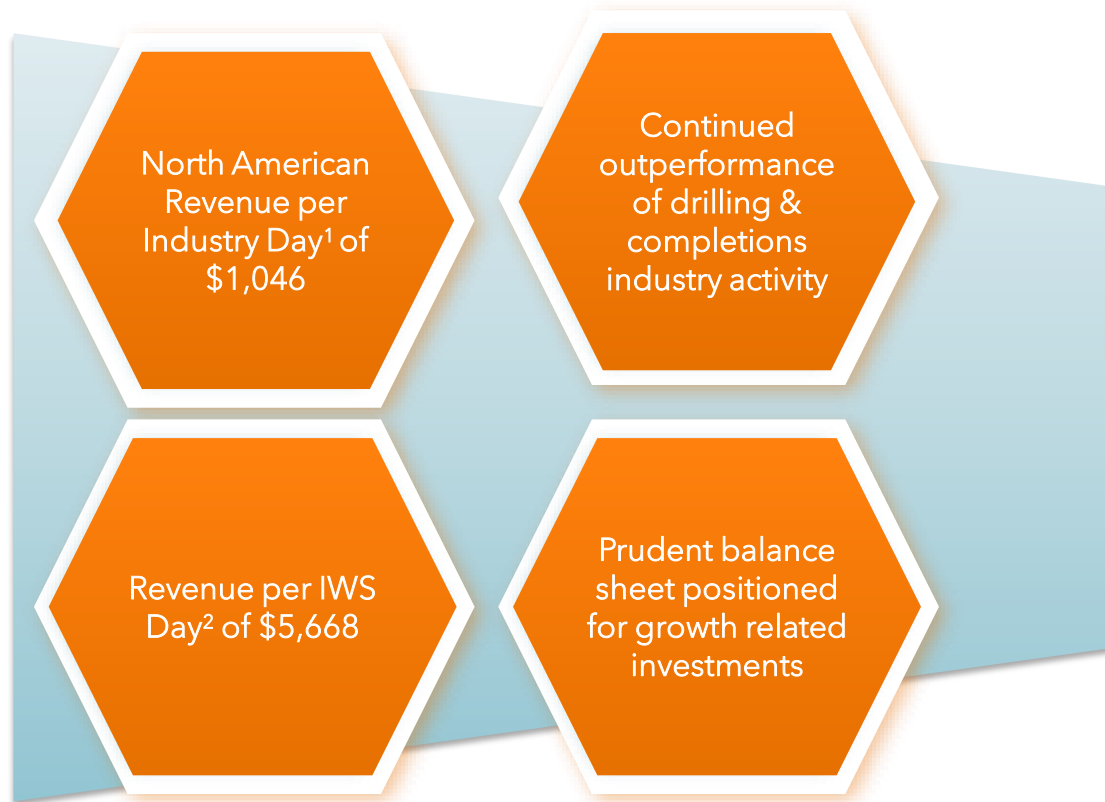 North American
Revenue per
Industry Day¹ of
$1,046
Continued
outperformance
of drilling &
completions
industry activity
Revenue per IWS
Day² of $5,668
Prudent balance
sheet positioned
for growth related
investments